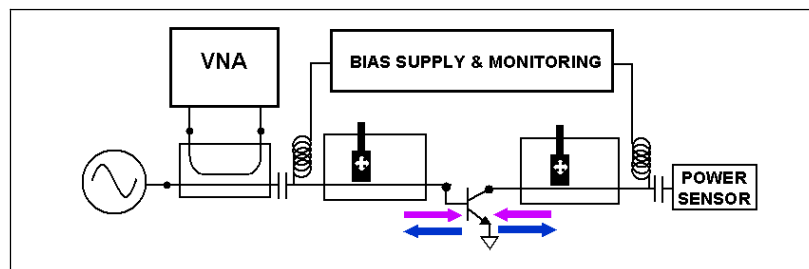 VNA
BIAS SUPPLY & MONITORING
POWER
SENSOR